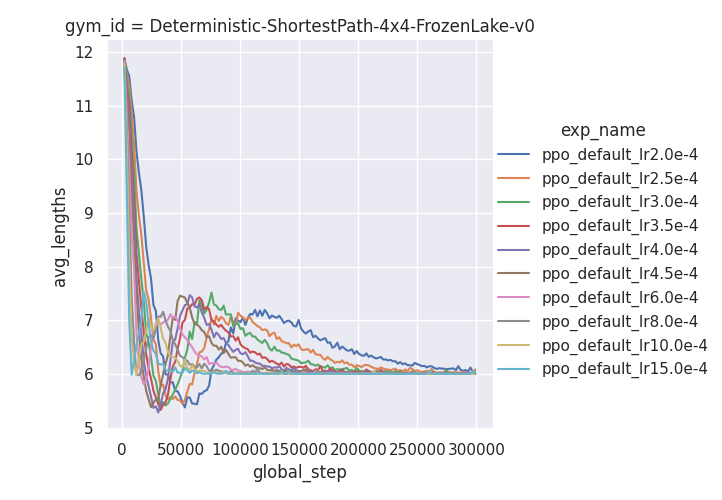 gym_id = Deterministic-ShortestPath-4x4-FrozenLake-v0
12
11
10
9
8
7
6
5
avg_lengths
0 50000 100000 150000 200000 250000 300000
global_step
exp_name
ppo_default_lr2.0e-4
ppo_default_lr2.5e-4
ppo_default_lr3.0e-4
ppo_default_lr3.5e-4
ppo_default_lr4.0e-4
ppo_default_lr4.5e-4
ppo_default_lr6.0e-4
ppo_default_lr8.0e-4
ppo_default_lr10.0e-4
ppo_default_lr15.0e-4